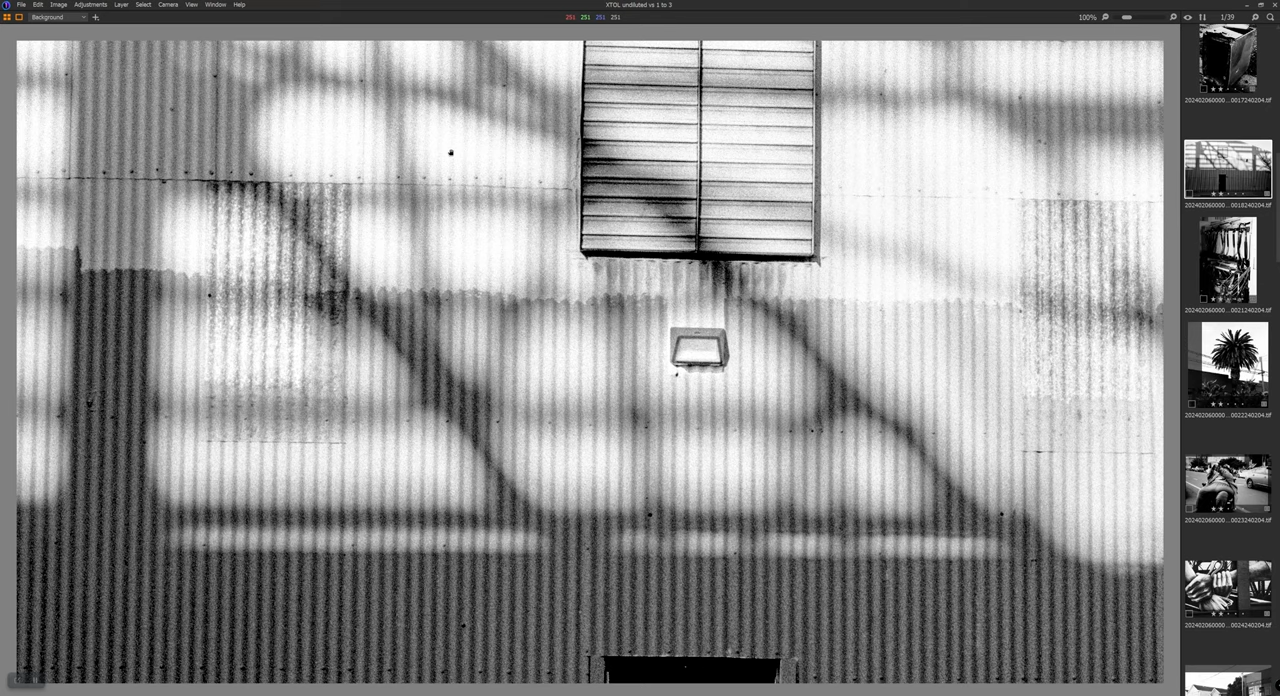 File Edit Image Adjustments Layer Select Camera View Window Help
XTOL undiluted vs 1 to 3
Background
251 251 251 251
100%
1/39
202402060000... 0017240204.tif
202402060000... 0018240204.tif
202402060000... 0021240204.tif
202402060000... 0022240204.tif
202402060000... 0023240204.tif
202402060000... 0024240204.tif